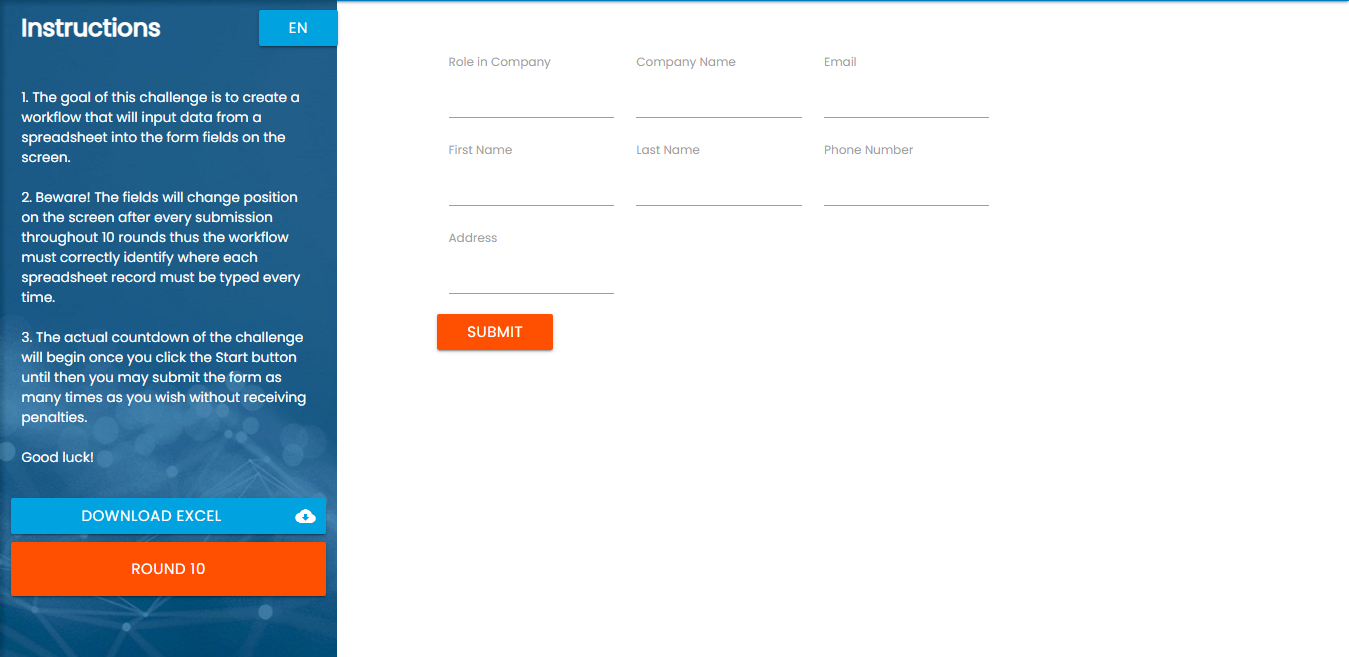 Instructions
EN
1. The goal of this challenge is to create a
workflow that will input data from a
spreadsheet into the form fields on the
screen.
2. Beware! The fields will change position
on the screen after every submission
throughout 10 rounds thus the workflow
must correctly identify where each
spreadsheet record must be typed every
time.
3. The actual countdown of the challenge
will begin once you click the Start button
until then you may submit the form as
many times as you wish without receiving
penalties.
Good luck!
DOWNLOAD EXCEL
ROUND 10
Role in Company
Company Name
Email
First Name
Last Name
Phone Number
Address
SUBMIT